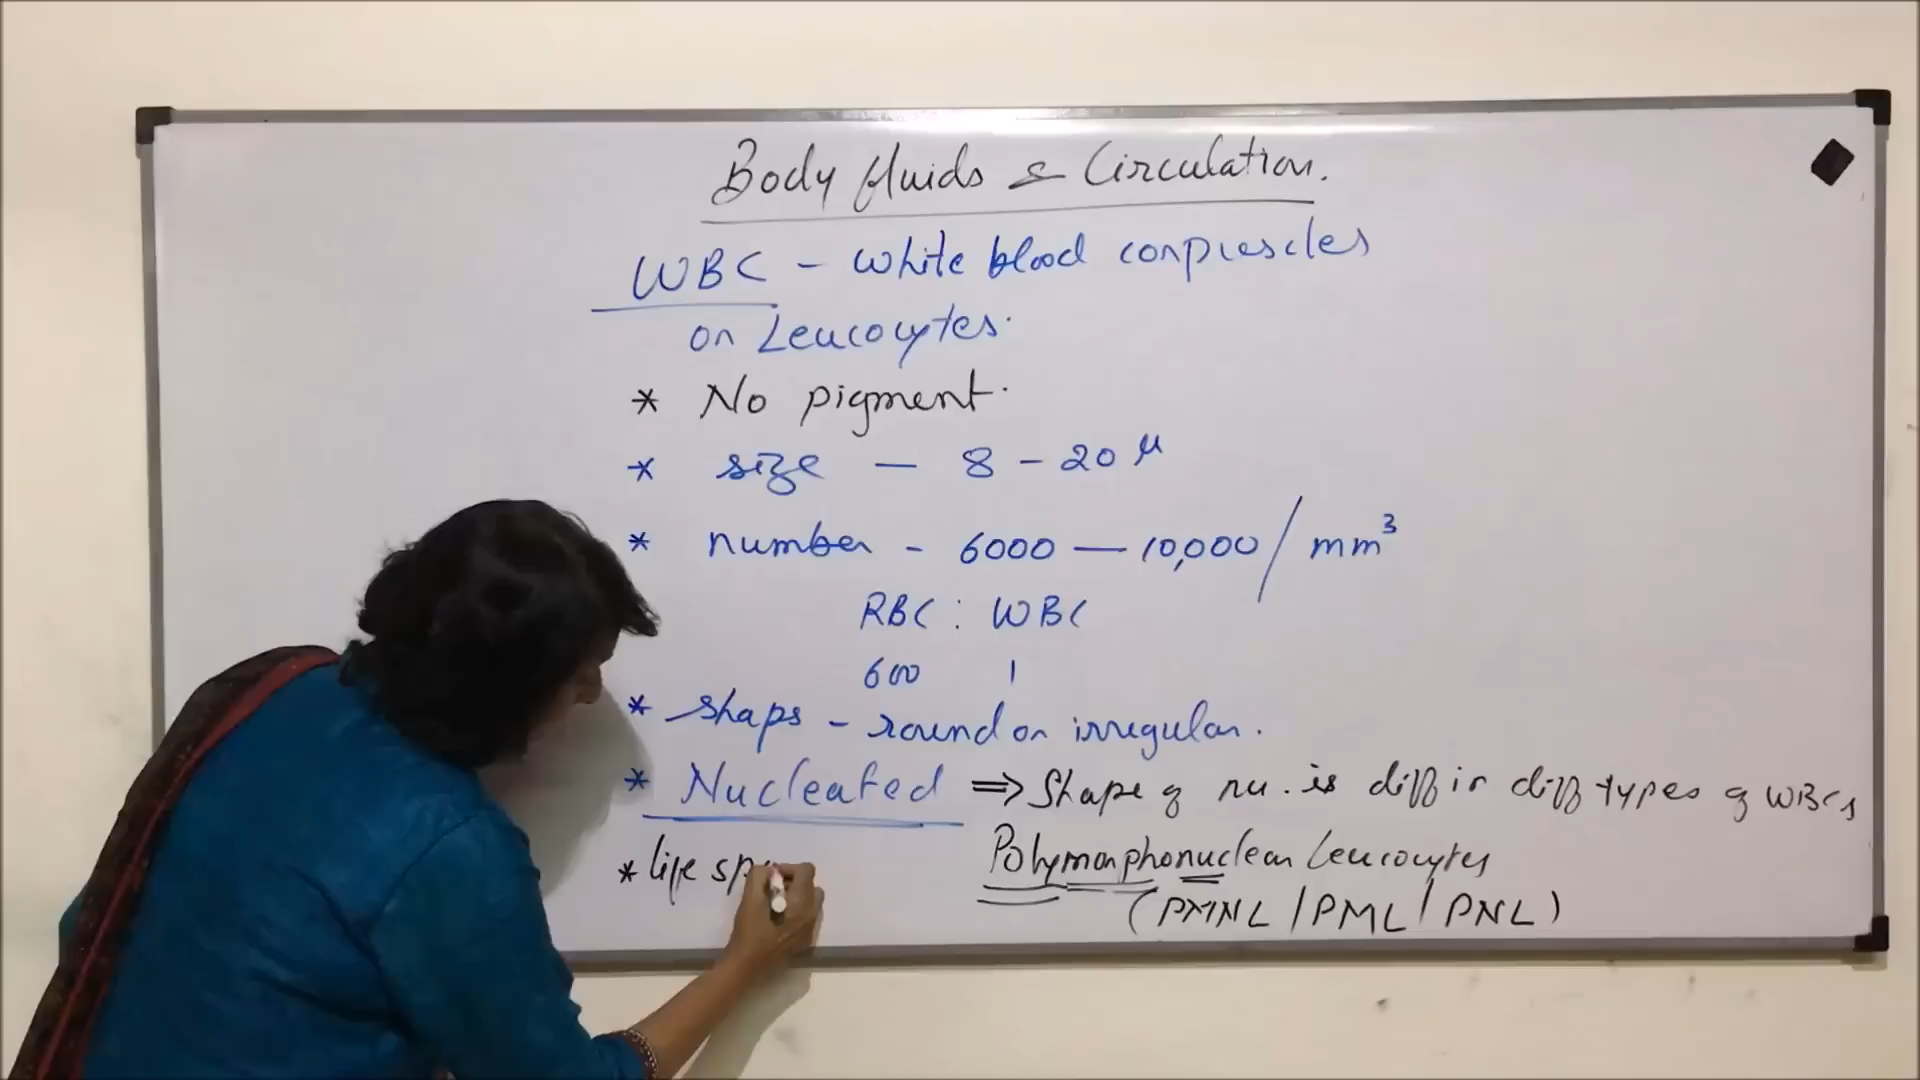 Body fluids & Circulation.
WBC - White blood corpuscles
or Leucocytes.
* No pigment.
* size - 8 - 20 µ
* number - 6000 - 10,000 / mm³
RBC : WBC
600 1
* shaps - round or irregular.
* Nucleated ⇒ Shape of nu. is diff in diff types of WBCs
Polymorphonuclear Leucocytes
(PMNL / PML / PNL)
* life spa